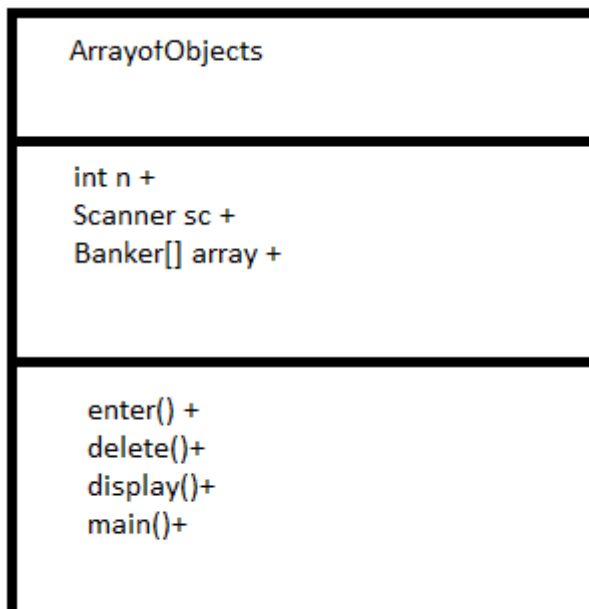 ArrayofObjects
int n +
Scanner sc +
Banker[] array +
enter() +
delete()+
display()+
main()+